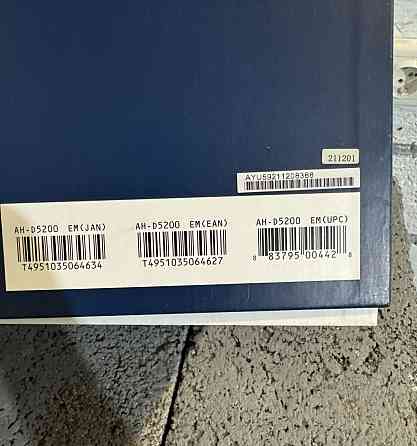 211201
AYU59211208368
AH-D5200 EM(JAN)
T4951035064634
AH-D5200 EM(EAN)
T4951035064627
AH-D5200 EM(UPC)
8 83795 00442 8